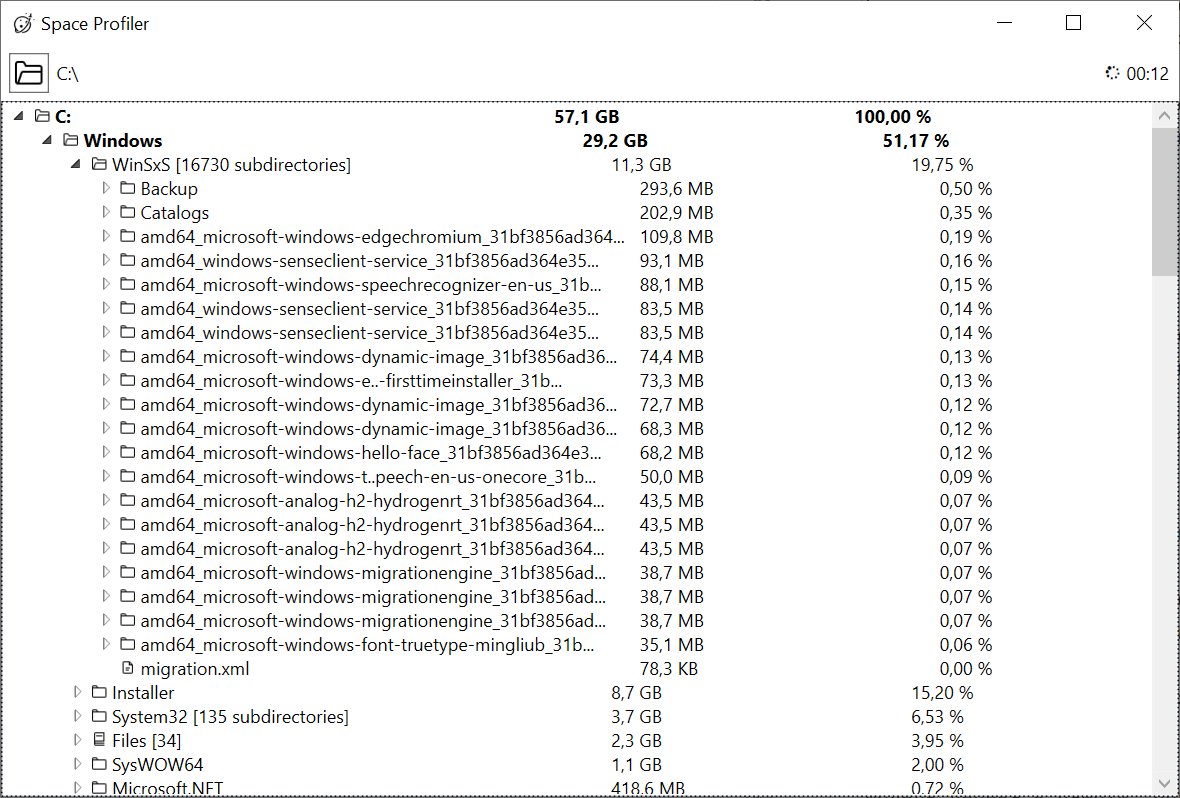 Space Profiler
C:\ 00:12
C: 57,1 GB 100,00 %
Windows 29,2 GB 51,17 %
WinSxS [16730 subdirectories] 11,3 GB 19,75 %
Backup 293,6 MB 0,50 %
Catalogs 202,9 MB 0,35 %
amd64_microsoft-windows-edgechromium_31bf3856ad364... 109,8 MB 0,19 %
amd64_windows-senseclient-service_31bf3856ad364e35... 93,1 MB 0,16 %
amd64_microsoft-windows-speechrecognizer-en-us_31b... 88,1 MB 0,15 %
amd64_windows-senseclient-service_31bf3856ad364e35... 83,5 MB 0,14 %
amd64_windows-senseclient-service_31bf3856ad364e35... 83,5 MB 0,14 %
amd64_microsoft-windows-dynamic-image_31bf3856ad36... 74,4 MB 0,13 %
amd64_microsoft-windows-e..-firsttimeinstaller_31b... 73,3 MB 0,13 %
amd64_microsoft-windows-dynamic-image_31bf3856ad36... 72,7 MB 0,12 %
amd64_microsoft-windows-dynamic-image_31bf3856ad36... 68,3 MB 0,12 %
amd64_microsoft-windows-hello-face_31bf3856ad364e3... 68,2 MB 0,12 %
amd64_microsoft-windows-t..peech-en-us-onecore_31b... 50,0 MB 0,09 %
amd64_microsoft-analog-h2-hydrogenrt_31bf3856ad364... 43,5 MB 0,07 %
amd64_microsoft-analog-h2-hydrogenrt_31bf3856ad364... 43,5 MB 0,07 %
amd64_microsoft-analog-h2-hydrogenrt_31bf3856ad364... 43,5 MB 0,07 %
amd64_microsoft-windows-migrationengine_31bf3856ad... 38,7 MB 0,07 %
amd64_microsoft-windows-migrationengine_31bf3856ad... 38,7 MB 0,07 %
amd64_microsoft-windows-migrationengine_31bf3856ad... 38,7 MB 0,07 %
amd64_microsoft-windows-font-truetype-mingliub_31b... 35,1 MB 0,06 %
migration.xml 78,3 KB 0,00 %
Installer 8,7 GB 15,20 %
System32 [135 subdirectories] 3,7 GB 6,53 %
Files [34] 2,3 GB 3,95 %
SysWOW64 1,1 GB 2,00 %
Microsoft.NET 418,6 MB 0,72 %